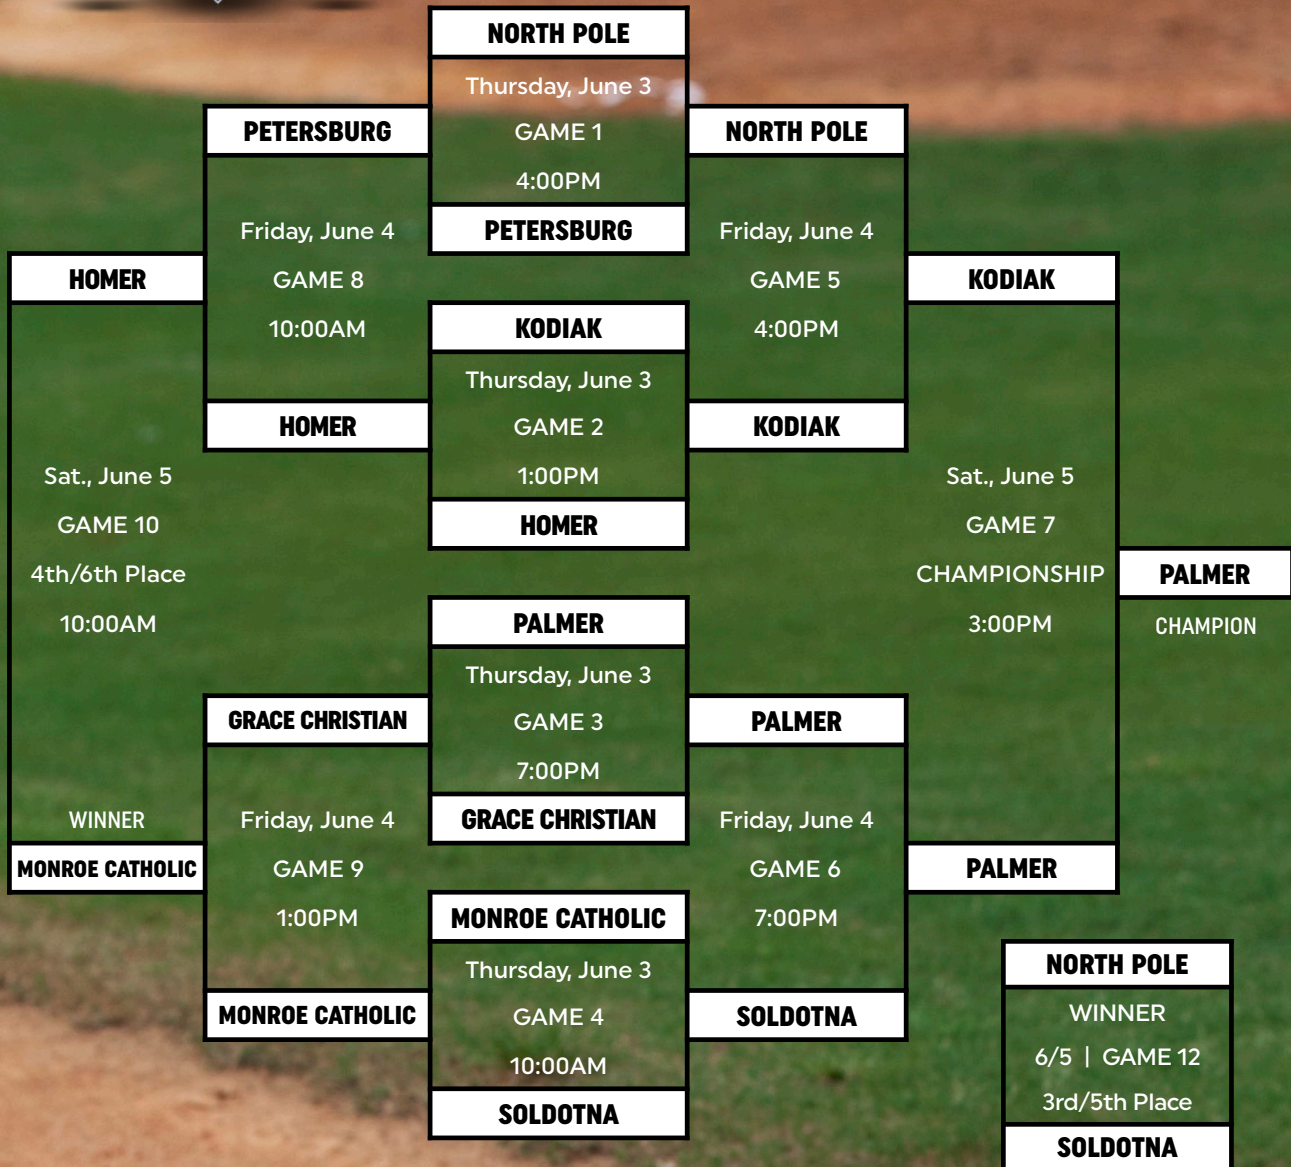 NORTH POLE
Thursday, June 3
GAME 1
4:00PM
PETERSBURG
KODIAK
Thursday, June 3
GAME 2
1:00PM
HOMER
PALMER
Thursday, June 3
GAME 3
7:00PM
GRACE CHRISTIAN
MONROE CATHOLIC
Thursday, June 3
GAME 4
10:00AM
SOLDOTNA
PETERSBURG
Friday, June 4
GAME 8
10:00AM
HOMER
GRACE CHRISTIAN
Friday, June 4
GAME 9
1:00PM
MONROE CATHOLIC
HOMER
Sat., June 5
GAME 10
4th/6th Place
10:00AM
WINNER
MONROE CATHOLIC
NORTH POLE
Friday, June 4
GAME 5
4:00PM
KODIAK
PALMER
Friday, June 4
GAME 6
7:00PM
SOLDOTNA
KODIAK
Sat., June 5
GAME 7
CHAMPIONSHIP
3:00PM
PALMER
PALMER
CHAMPION
NORTH POLE
WINNER
6/5 | GAME 12
3rd/5th Place
SOLDOTNA